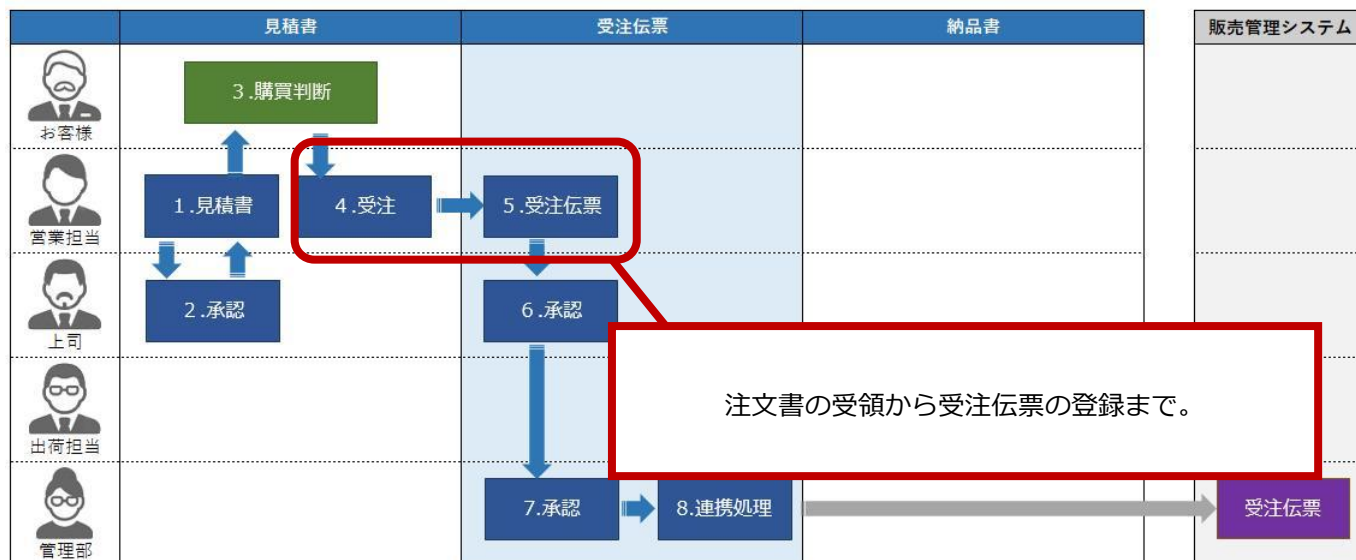 見積書
受注伝票
納品書
販売管理システム
お客様
3.購買判断
営業担当
1.見積書
4.受注
5.受注伝票
上司
2.承認
6.承認
注文書の受領から受注伝票の登録まで。
出荷担当
管理部
7.承認
8.連携処理
受注伝票